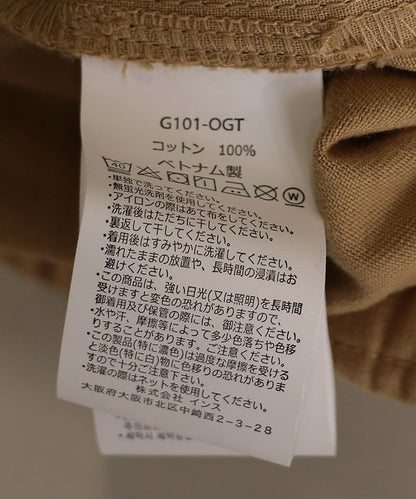 G101-OGT
コットン 100%
ベトナム製
40
W
・単独で洗ってください。
・無蛍光洗剤を使用してください。
・アイロンの際はあて布をしてください。
・洗濯後はただちに干してください。
・裏返して干してください。
・着用後はすみやかに洗濯してください。
・濡れたままの放置や、長時間の浸漬はお
避けください。
・この商品は、強い日光(又は照明)を長時間
受けますと変色の恐れがありますので、
御着用及び保管の際には、御注意ください。
・水や汗、摩擦等によって多少色落ちや色移
りすることがあります。ご注意ください。
・この製品(特に濃色)は過度な摩擦を受ける
と淡色(特に白)物に色移りの恐れがありま
すので十分ご注意下さい。
・洗濯の際はネットを使用してください。
株式会社 インス
大阪府大阪市北区中崎西2-3-28